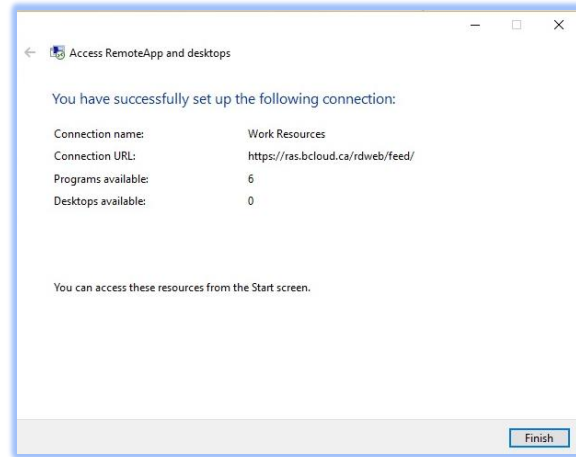 Access RemoteApp and desktops
You have successfully set up the following connection:
Connection name: Work Resources
Connection URL: https://ras.bcloud.ca/rdweb/feed/
Programs available: 6
Desktops available: 0
You can access these resources from the Start screen.
Finish